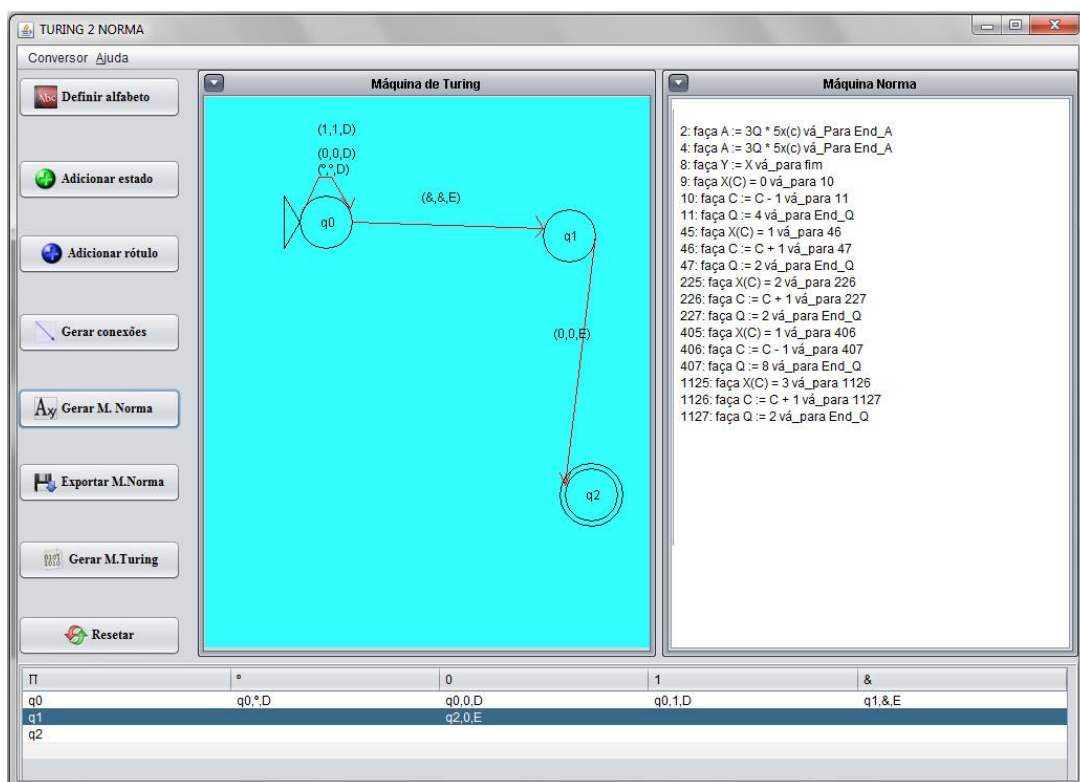 TURING 2 NORMA
Conversor Ajuda
Definir alfabeto
Adicionar estado
Adicionar rótulo
Gerar conexões
Gerar M. Norma
Exportar M.Norma
Gerar M.Turing
Resetar
Máquina de Turing
(1,1,D)
(0,0,D)
(°,°,D)
(&,&,E)
q0
q1
(0,0,E)
q2
Máquina Norma
2: faça A := 3Q * 5x(c) vá_Para End_A
4: faça A := 3Q * 5x(c) vá_Para End_A
8: faça Y := X vá_para fim
9: faça X(C) = 0 vá_para 10
10: faça C := C - 1 vá_para 11
11: faça Q := 4 vá_para End_Q
45: faça X(C) = 1 vá_para 46
46: faça C := C + 1 vá_para 47
47: faça Q := 2 vá_para End_Q
225: faça X(C) = 2 vá_para 226
226: faça C := C + 1 vá_para 227
227: faça Q := 2 vá_para End_Q
405: faça X(C) = 1 vá_para 406
406: faça C := C - 1 vá_para 407
407: faça Q := 8 vá_para End_Q
1125: faça X(C) = 3 vá_para 1126
1126: faça C := C + 1 vá_para 1127
1127: faça Q := 2 vá_para End_Q
Π ° 0 1 &
q0 q0,°,D q0,0,D q0,1,D q1,&,E
q1 q2,0,E
q2